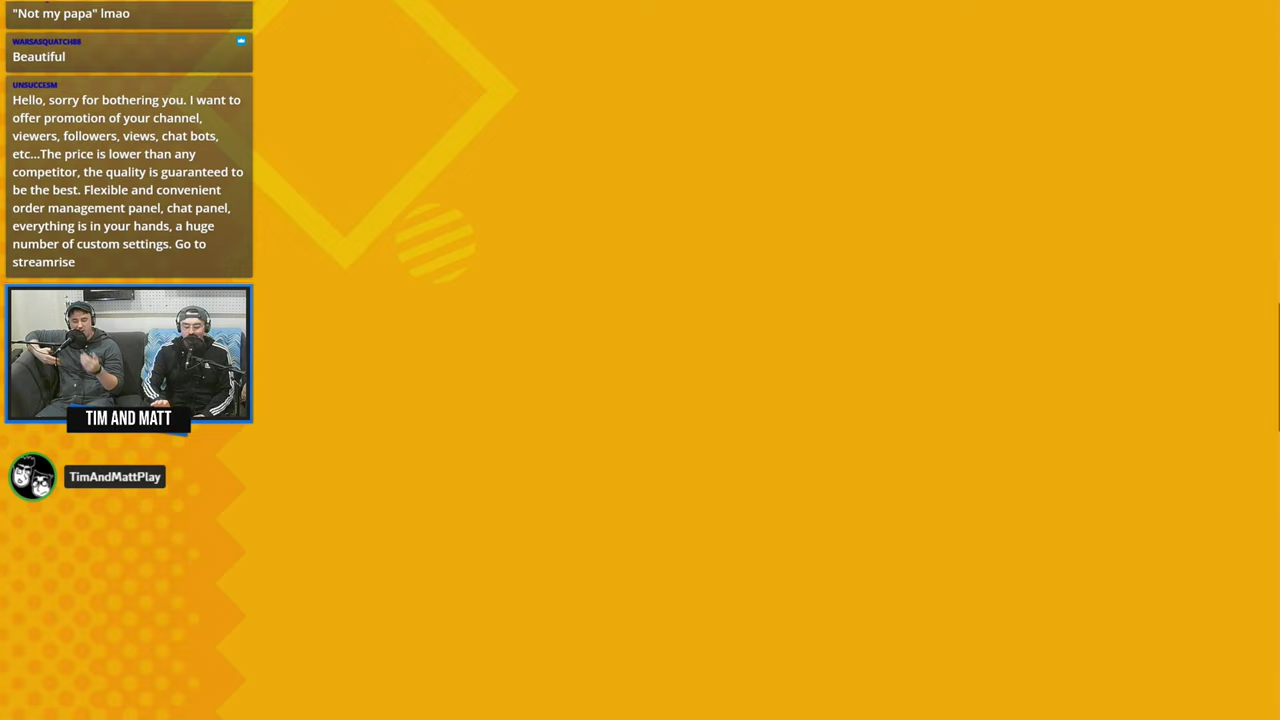 "Not my papa" lmao
WARSASQUATCH88
Beautiful
UNSUCCESM
Hello, sorry for bothering you. I want to
offer promotion of your channel,
viewers, followers, views, chat bots,
etc...The price is lower than any
competitor, the quality is guaranteed to
be the best. Flexible and convenient
order management panel, chat panel,
everything is in your hands, a huge
number of custom settings. Go to
streamrise
TIM AND MATT
TimAndMattPlay